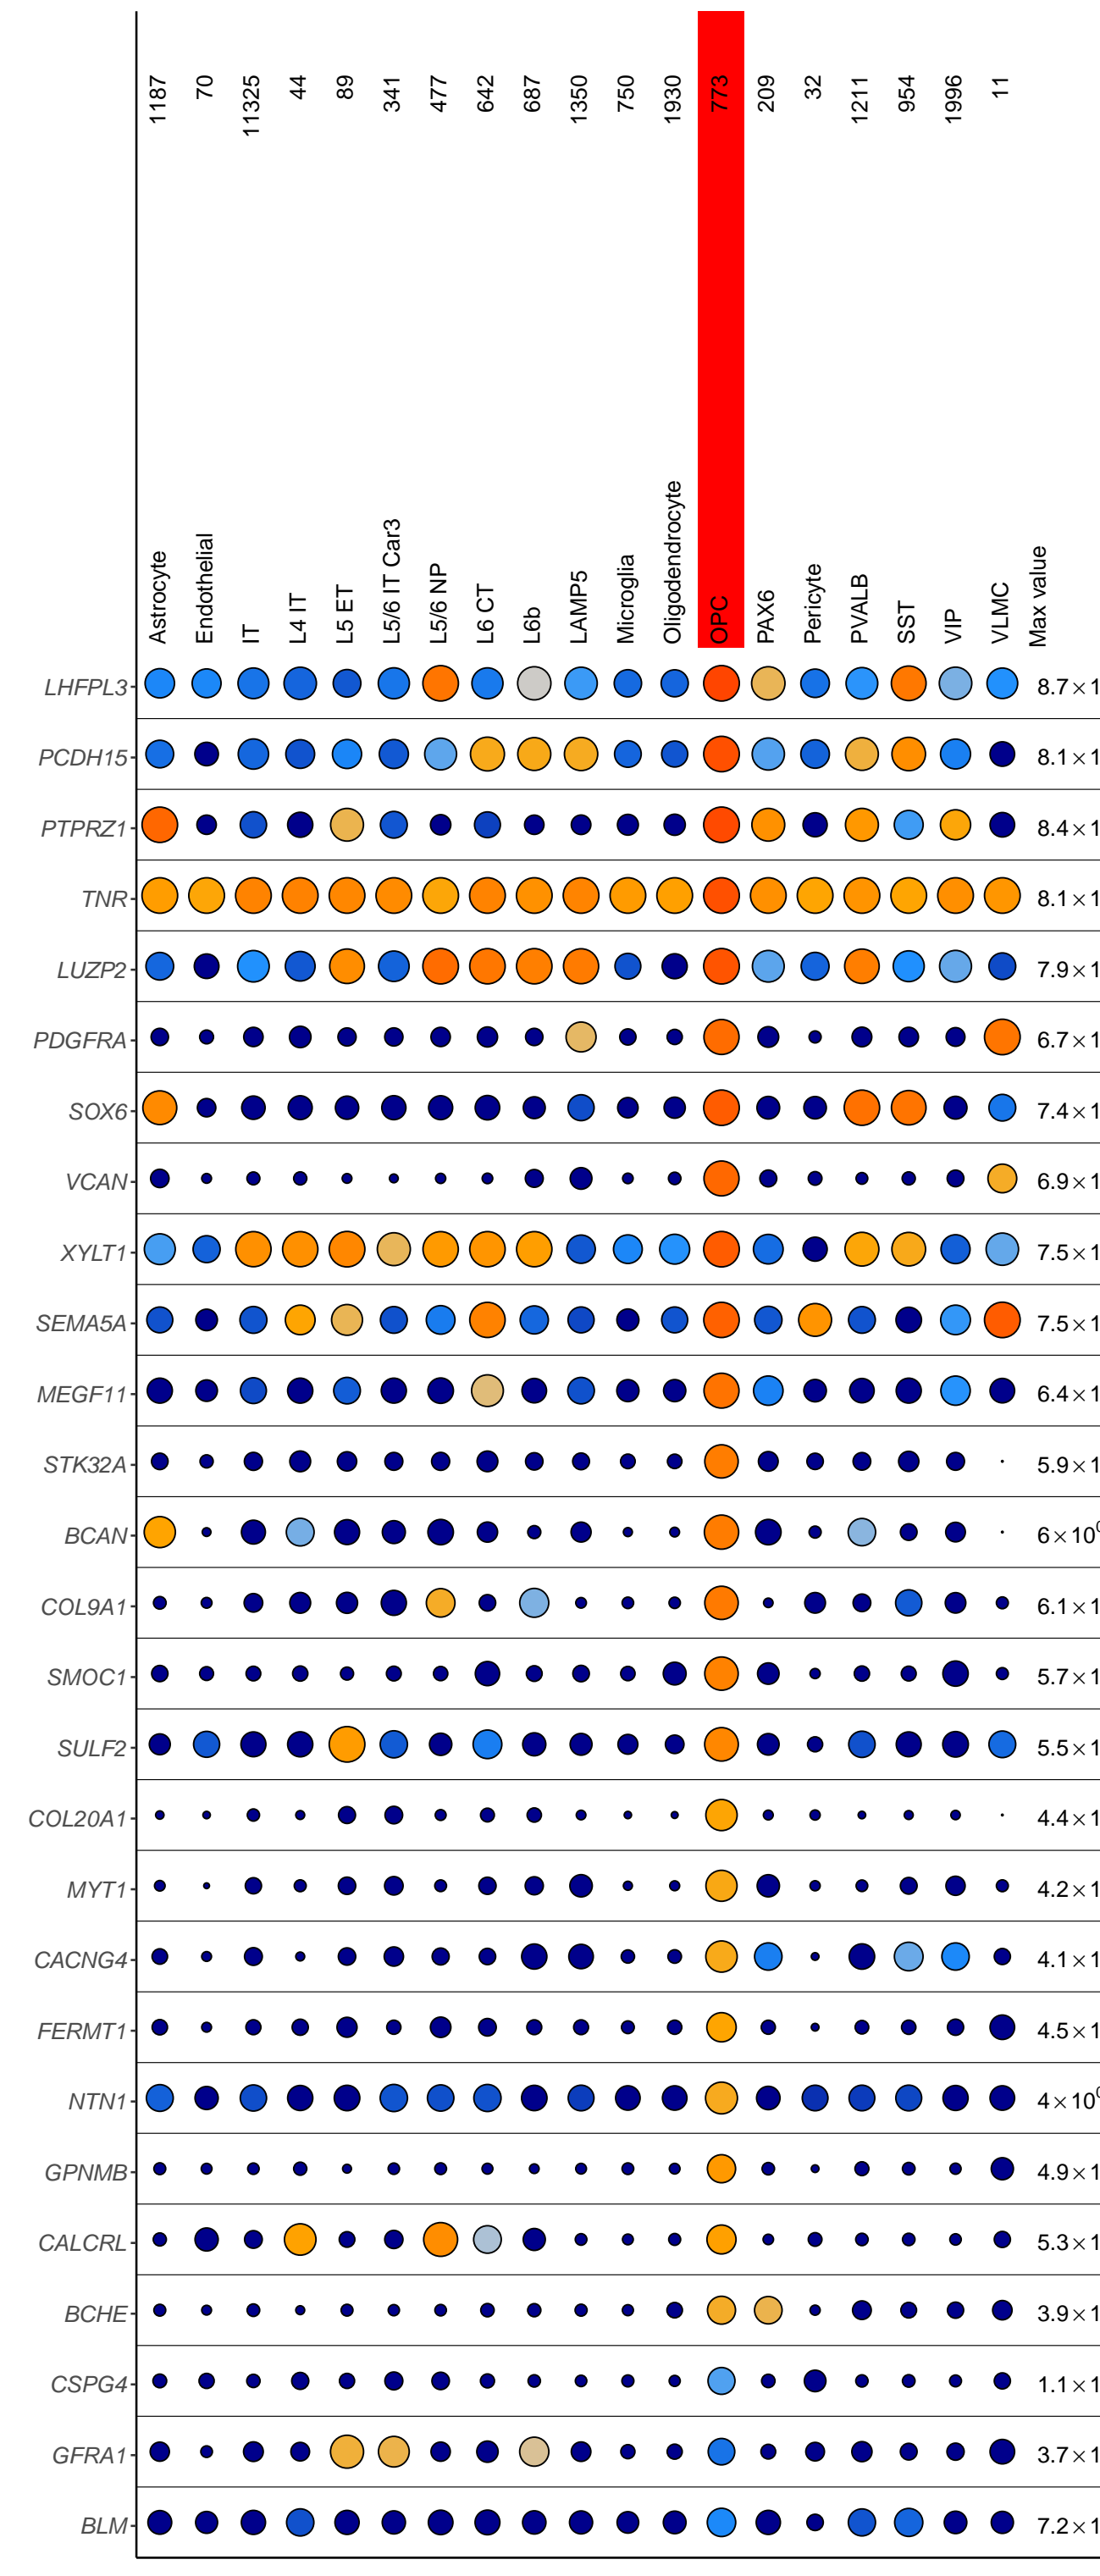 1187 70 11325 44 89 341 477 642 687 1350 750 1930 773 209 32 1211 954 1996 11
Astrocyte Endothelial IT L4 IT L5 ET L5/6 IT Car3 L5/6 NP L6 CT L6b LAMP5 Microglia Oligodendrocyte OPC PAX6 Pericyte PVALB SST VIP VLMC Max value
LHFPL3 8.7×1
PCDH15 8.1×1
PTPRZ1 8.4×1
TNR 8.1×1
LUZP2 7.9×1
PDGFRA 6.7×1
SOX6 7.4×1
VCAN 6.9×1
XYLT1 7.5×1
SEMA5A 7.5×1
MEGF11 6.4×1
STK32A 5.9×1
BCAN 6×10⁰
COL9A1 6.1×1
SMOC1 5.7×1
SULF2 5.5×1
COL20A1 4.4×1
MYT1 4.2×1
CACNG4 4.1×1
FERMT1 4.5×1
NTN1 4×10⁰
GPNMB 4.9×1
CALCRL 5.3×1
BCHE 3.9×1
CSPG4 1.1×1
GFRA1 3.7×1
BLM 7.2×1